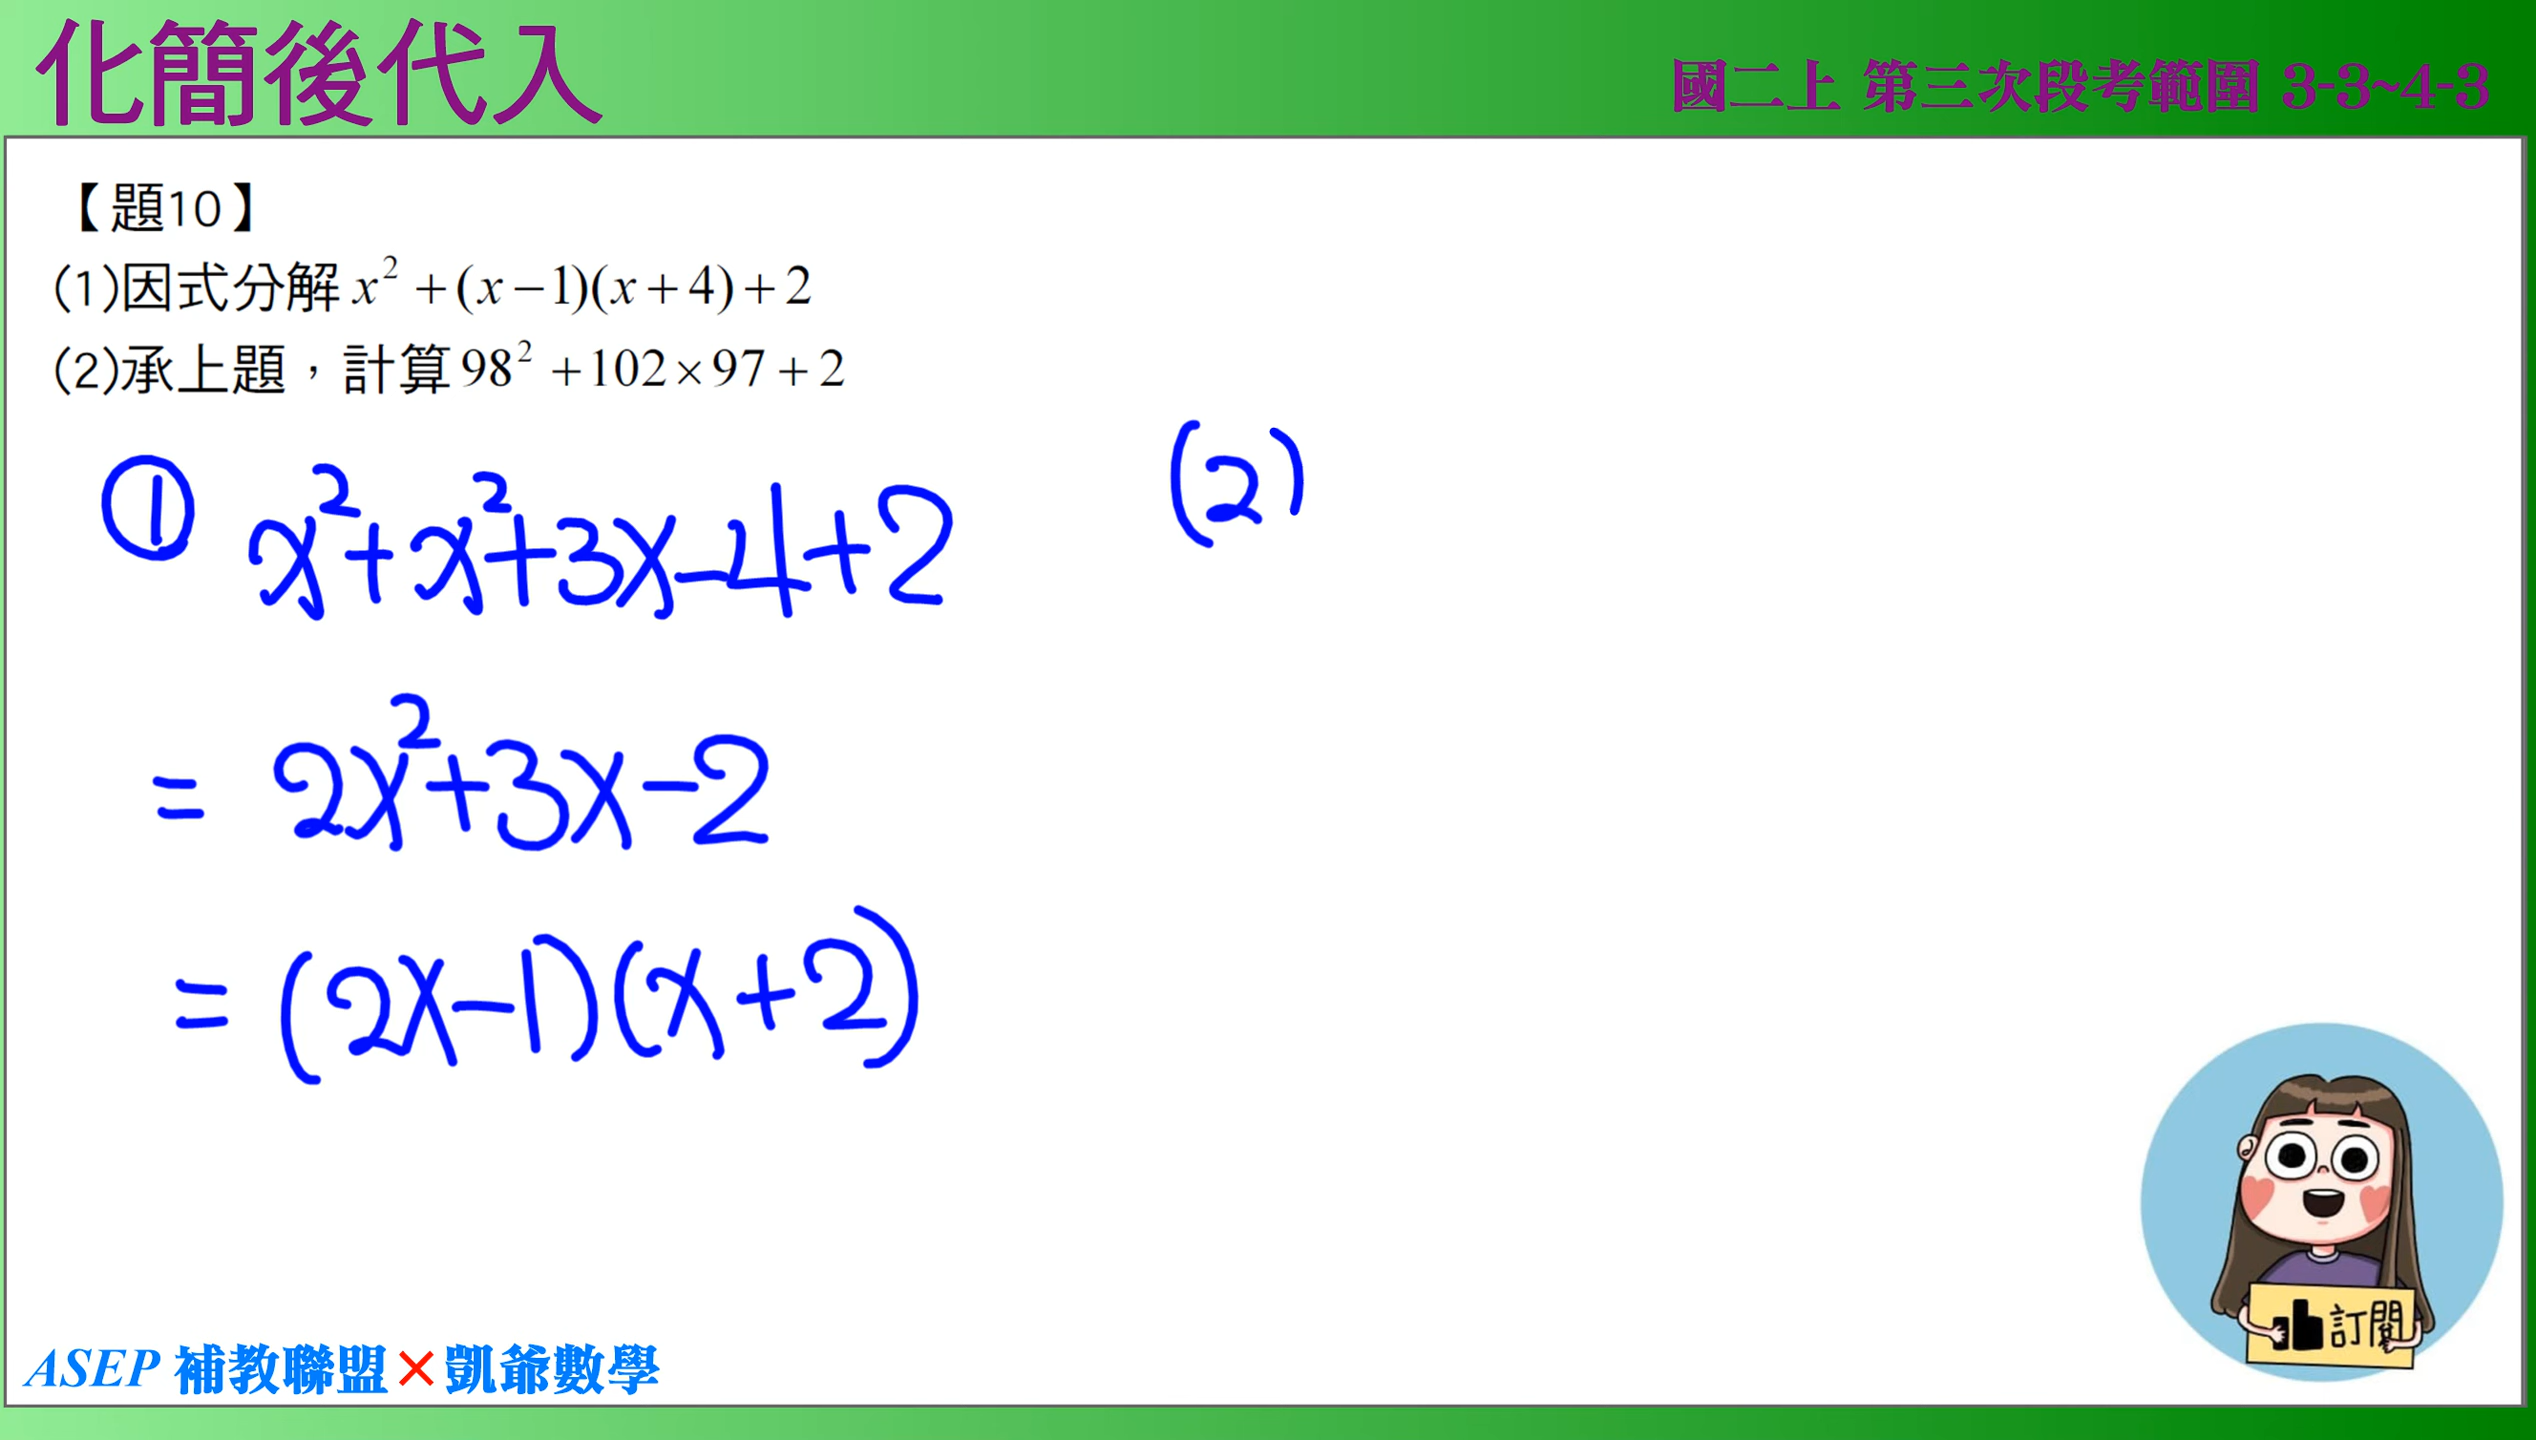 化簡後代入
國二上 第三次段考範圍 3-3~4-3
【題10】
(1)因式分解 x² + (x − 1)(x + 4) + 2
(2)承上題，計算 98² + 102 × 97 + 2
① x²+x²+3x-4+2
= 2x²+3x-2
= (2x-1)(x+2)
(2)
訂閱
ASEP 補教聯盟×凱爺數學